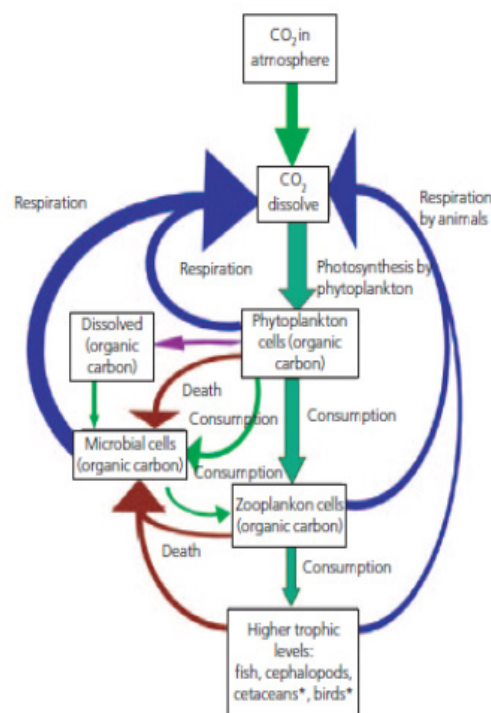 CO₂ in
atmosphere
CO₂
dissolve
Respiration
Respiration
by animals
Respiration
Photosynthesis by
phytoplankton
Dissolved
(organic
carbon)
Phytoplankton
cells (organic
carbon)
Death
Consumption
Consumption
Microbial cells
(organic carbon)
Consumption
Zooplankon cells
(organic carbon)
Death
Consumption
Higher trophic
levels:
fish, cephalopods,
cetaceans*, birds*